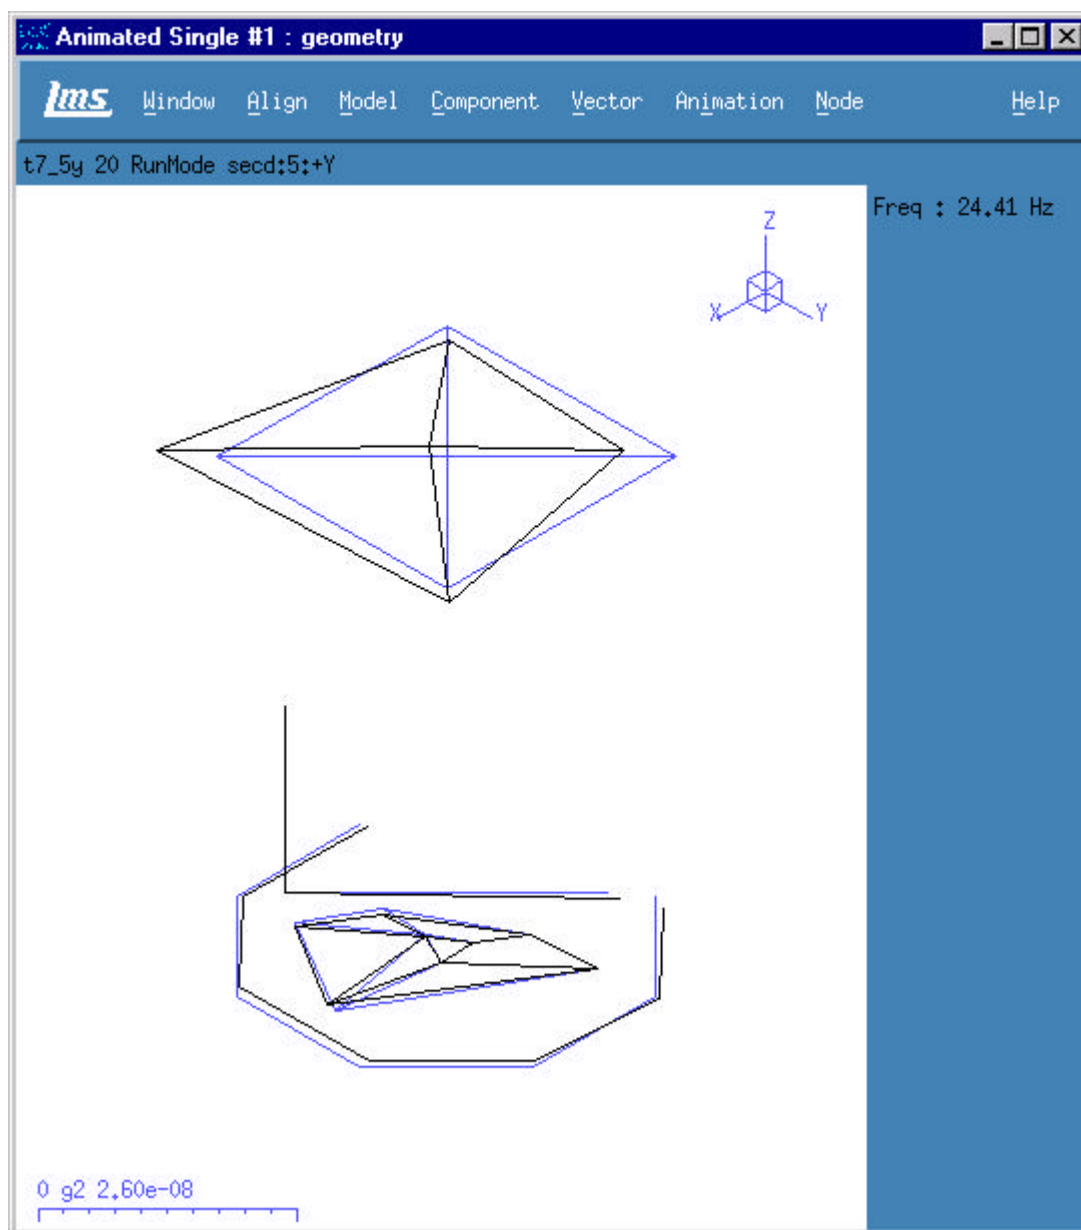 Animated Single #1 : geometry
lms Window Align Model Component Vector Animation Node Help
t7_5y 20 RunMode secd:5:+Y
Freq : 24.41 Hz
Z
X Y
0 g2 2.60e-08